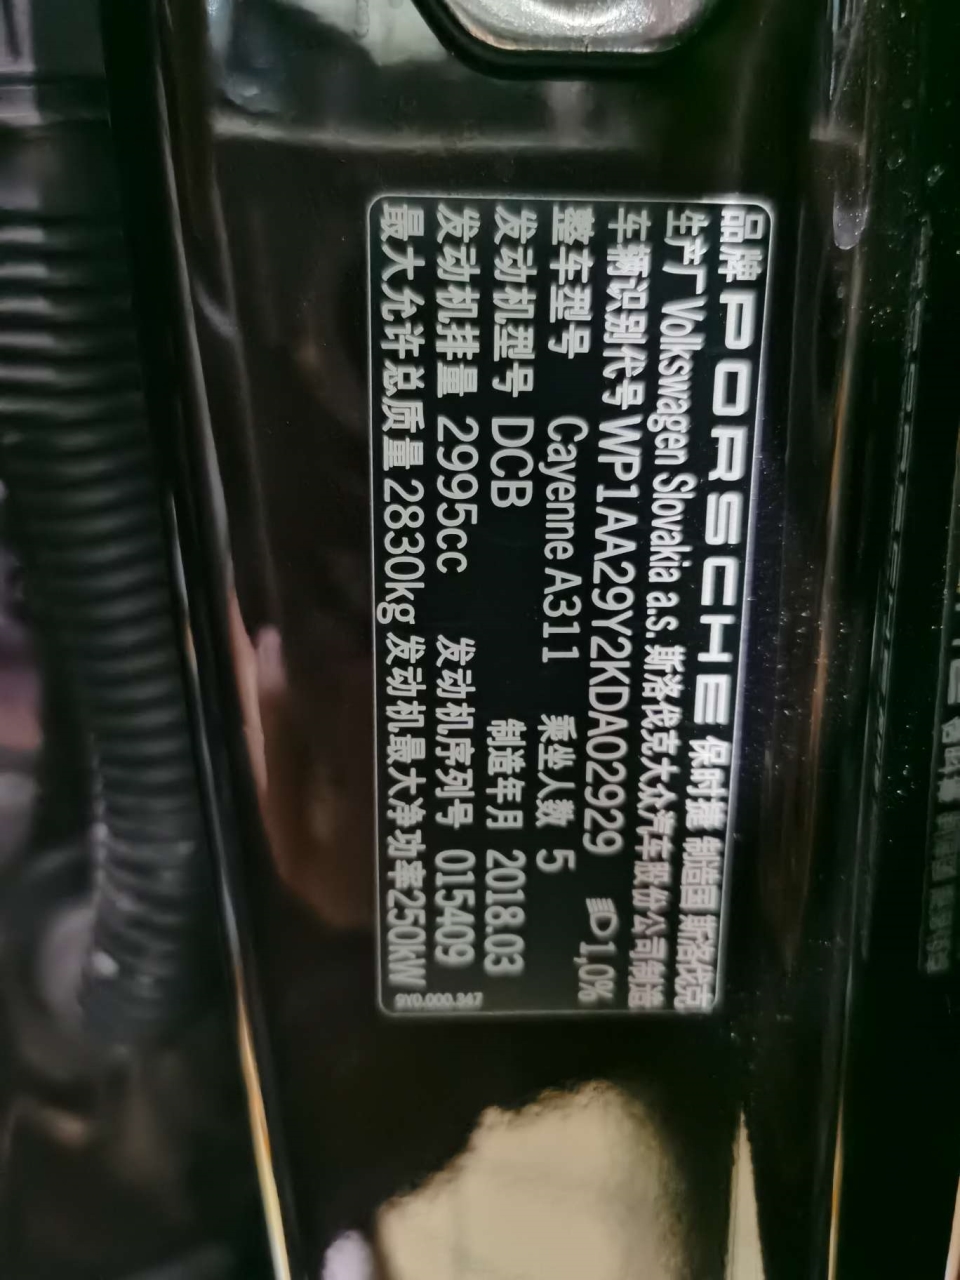 品牌 PORSCHE 保时捷 制造国 斯洛伐克
生产厂 Volkswagen Slovakia a.s. 斯洛伐克大众汽车股份公司制造
车辆识别代号 WP1AA29Y2KDA02929 1,0%
整车型号 Cayenne A311 乘坐人数 5
发动机型号 DCB 制造年月 2018.03
发动机排量 2995cc 发动机序列号 015409
最大允许总质量 2830kg 发动机最大净功率250kW
9Y0.000.347